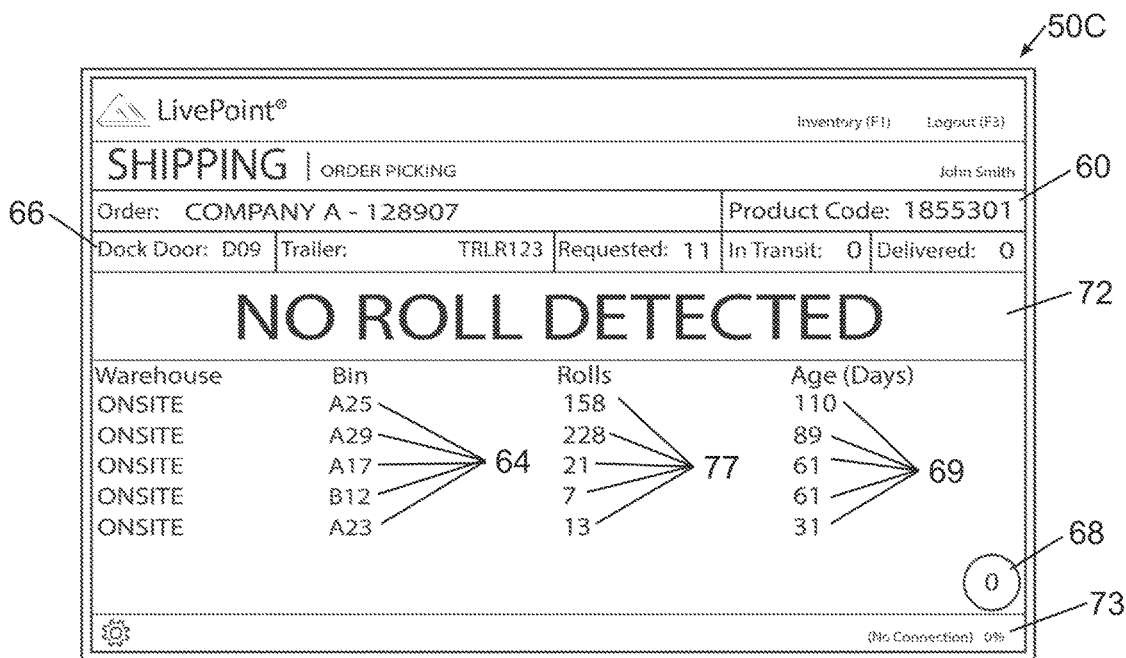 50C
LivePoint®
Inventory (F1) Logout (F3)
SHIPPING | ORDER PICKING John Smith
60
66
Order: COMPANY A - 128907 Product Code: 1855301
Dock Door: D09 Trailer: TRLR123 Requested: 11 In Transit: 0 Delivered: 0
NO ROLL DETECTED
72
Warehouse Bin Rolls Age (Days)
ONSITE A25 158 110
ONSITE A29 228 89
ONSITE A17 64 21 77 61 69
ONSITE B12 7 61
ONSITE A23 13 31
68
0
73
(No Connection) 0%